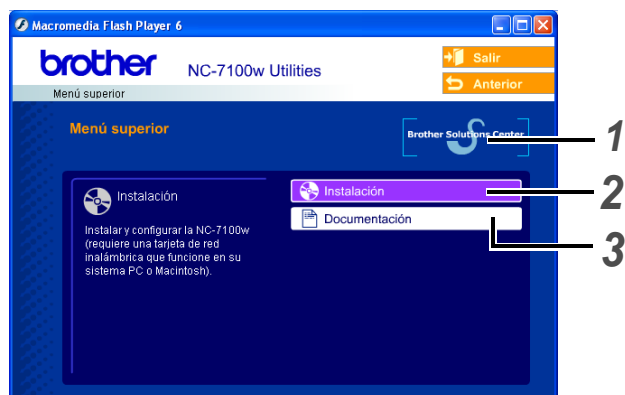 Macromedia Flash Player 6
brother
NC-7100w Utilities
Salir
Anterior
Menú superior
Menú superior
Brother Solutions Center
1
Instalación
Instalación
2
Documentación
3
Instalar y configurar la NC-7100w
(requiere una tarjeta de red
inalámbrica que funcione en su
sistema PC o Macintosh).